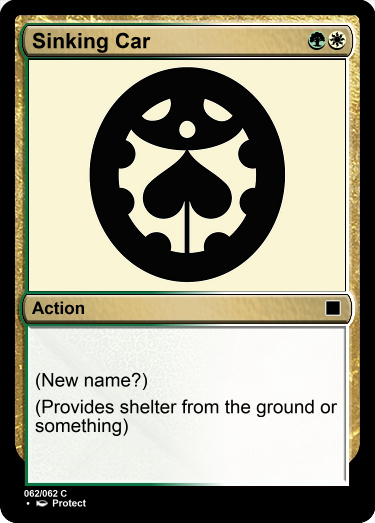 Sinking Car
Action
(New name?)
(Provides shelter from the ground or
something)
062/062 C
• Protect